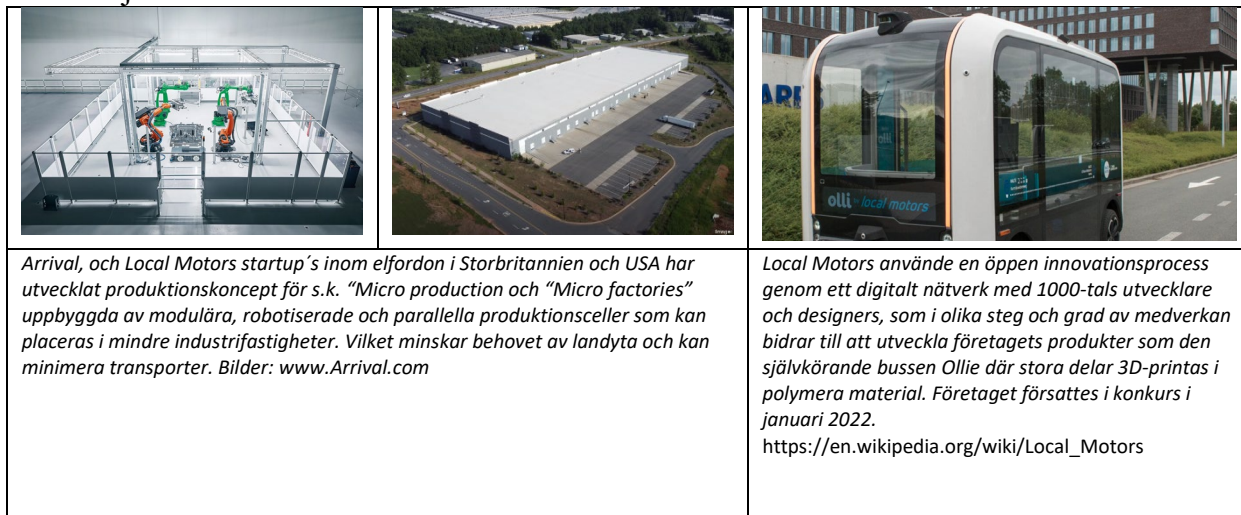 APR
olli by local motors
olli
Image:
Arrival, och Local Motors startup´s inom elfordon i Storbritannien och USA har
utvecklat produktionskoncept för s.k. “Micro production och “Micro factories”
uppbyggda av modulära, robotiserade och parallella produktionsceller som kan
placeras i mindre industrifastigheter. Vilket minskar behovet av landyta och kan
minimera transporter. Bilder: www.Arrival.com
Local Motors använde en öppen innovationsprocess
genom ett digitalt nätverk med 1000-tals utvecklare
och designers, som i olika steg och grad av medverkan
bidrar till att utveckla företagets produkter som den
självkörande bussen Ollie där stora delar 3D-printas i
polymera material. Företaget försattes i konkurs i
januari 2022.
https://en.wikipedia.org/wiki/Local_Motors